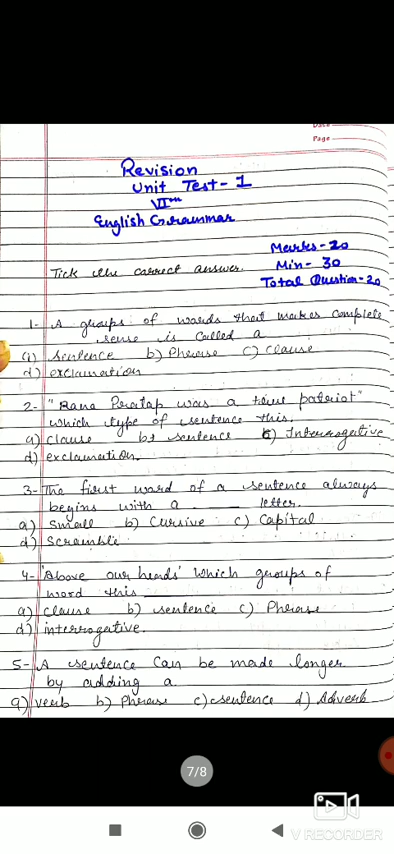 Date
Page
Revision
Unit Test-1
VIth
English Grammar
Marks-20
Min-30
Tick the correct answer.
Total Question-20
1- A groups of words that makes complete
sense is called a
a) Sentence b) Phrase c) Clause
d) exclamation
2- "Rana Pratap was a true patriot"
which type of sentence this.
a) clause b) sentence c) Interrogative
d) exclamation.
3- The first word of a sentence always
begins with a ____ letter.
a) Small b) Cursive c) Capital
d) Scramble
4- 'Above our heads' which groups of
word this ____
a) clause b) sentence c) Phrase
d) interrogative.
5- A sentence can be made longer
by adding a
a) verb b) Phrase c) sentence d) Adverb
7/8
V RECORDER